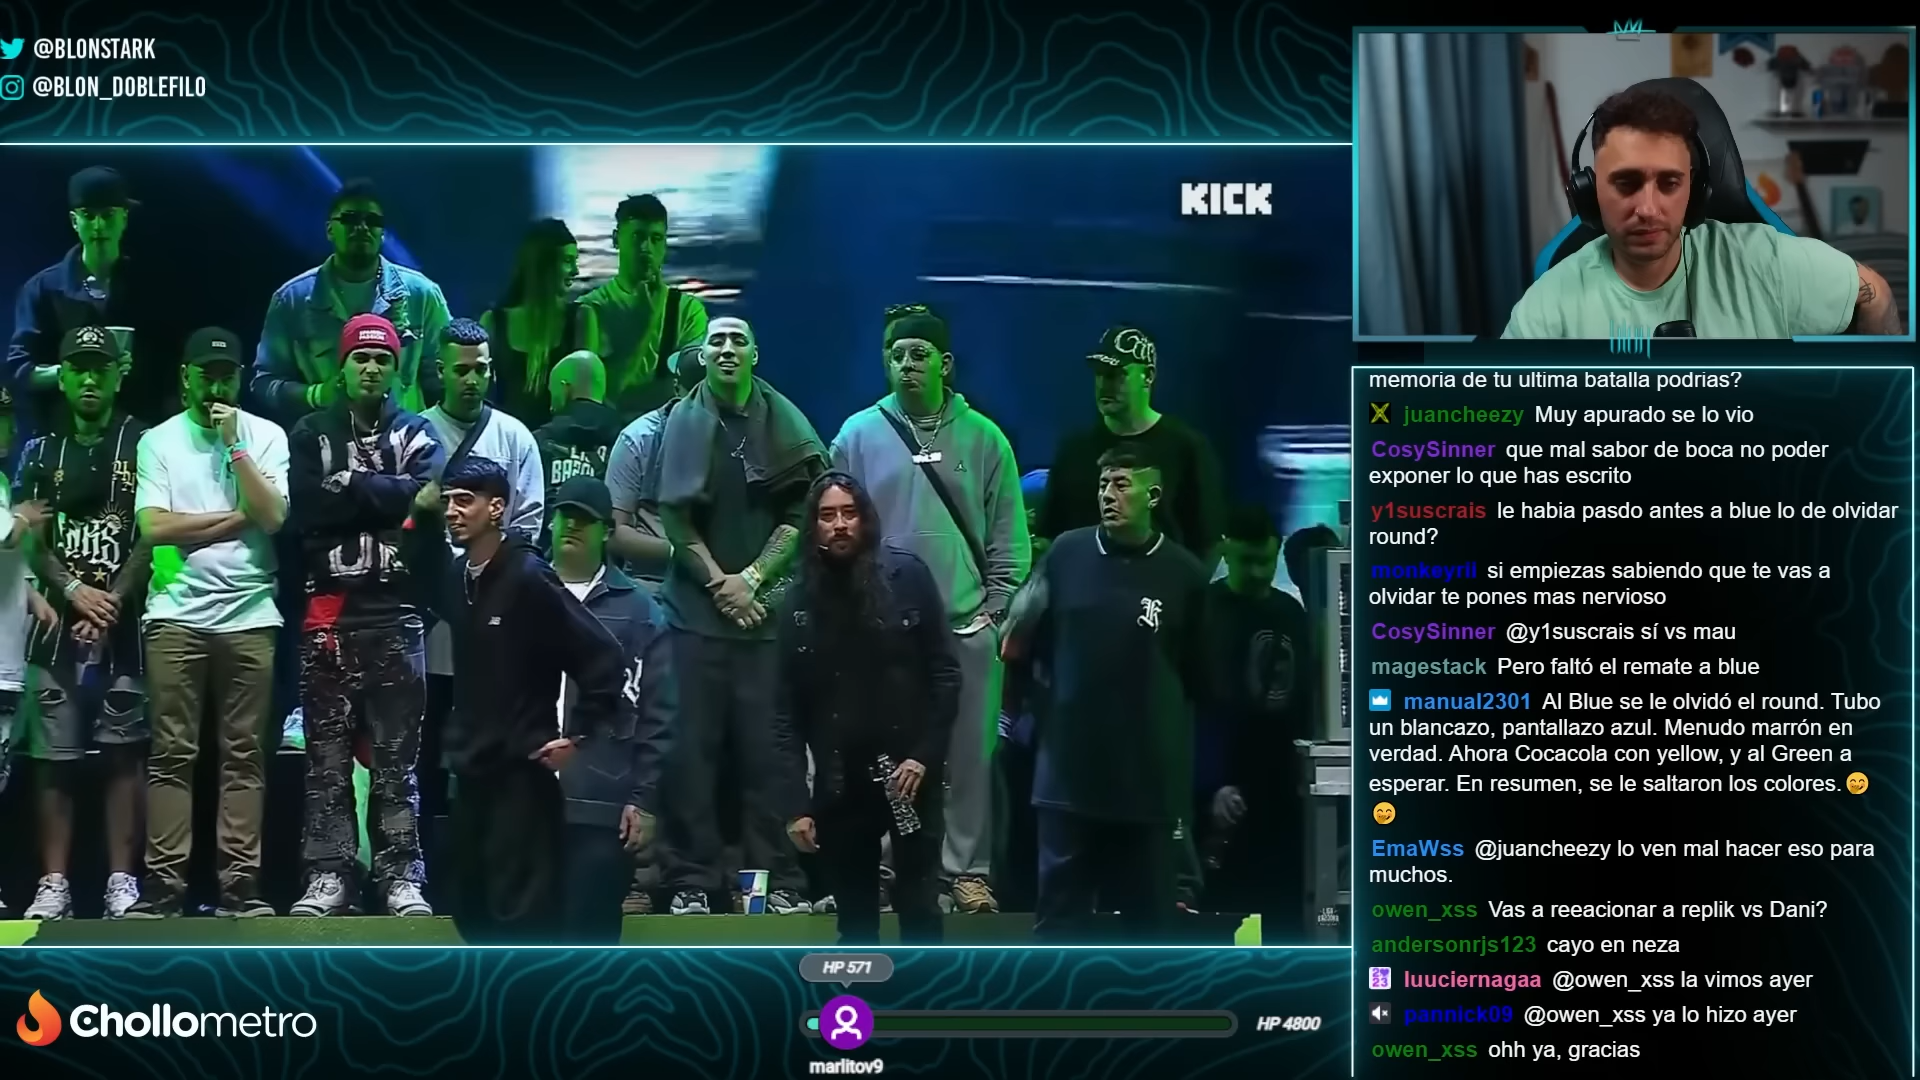 @BLONSTARK
@BLON_DOBLEFILO
KICK
memoria de tu ultima batalla podrias?
juancheezy Muy apurado se lo vio
CosySinner que mal sabor de boca no poder
exponer lo que has escrito
y1suscrais le habia pasdo antes a blue lo de olvidar
round?
monkeyril si empiezas sabiendo que te vas a
olvidar te pones mas nervioso
CosySinner @y1suscrais sí vs mau
magestack Pero faltó el remate a blue
manual2301 Al Blue se le olvidó el round. Tubo
un blancazo, pantallazo azul. Menudo marrón en
verdad. Ahora Cocacola con yellow, y al Green a
esperar. En resumen, se le saltaron los colores.
EmaWss @juancheezy lo ven mal hacer eso para
muchos.
owen_xss Vas a reeacionar a replik vs Dani?
andersonrjs123 cayo en neza
luuciernagaa @owen_xss la vimos ayer
pannick09 @owen_xss ya lo hizo ayer
owen_xss ohh ya, gracias
Chollometro
HP 571
HP 4800
marlitov9